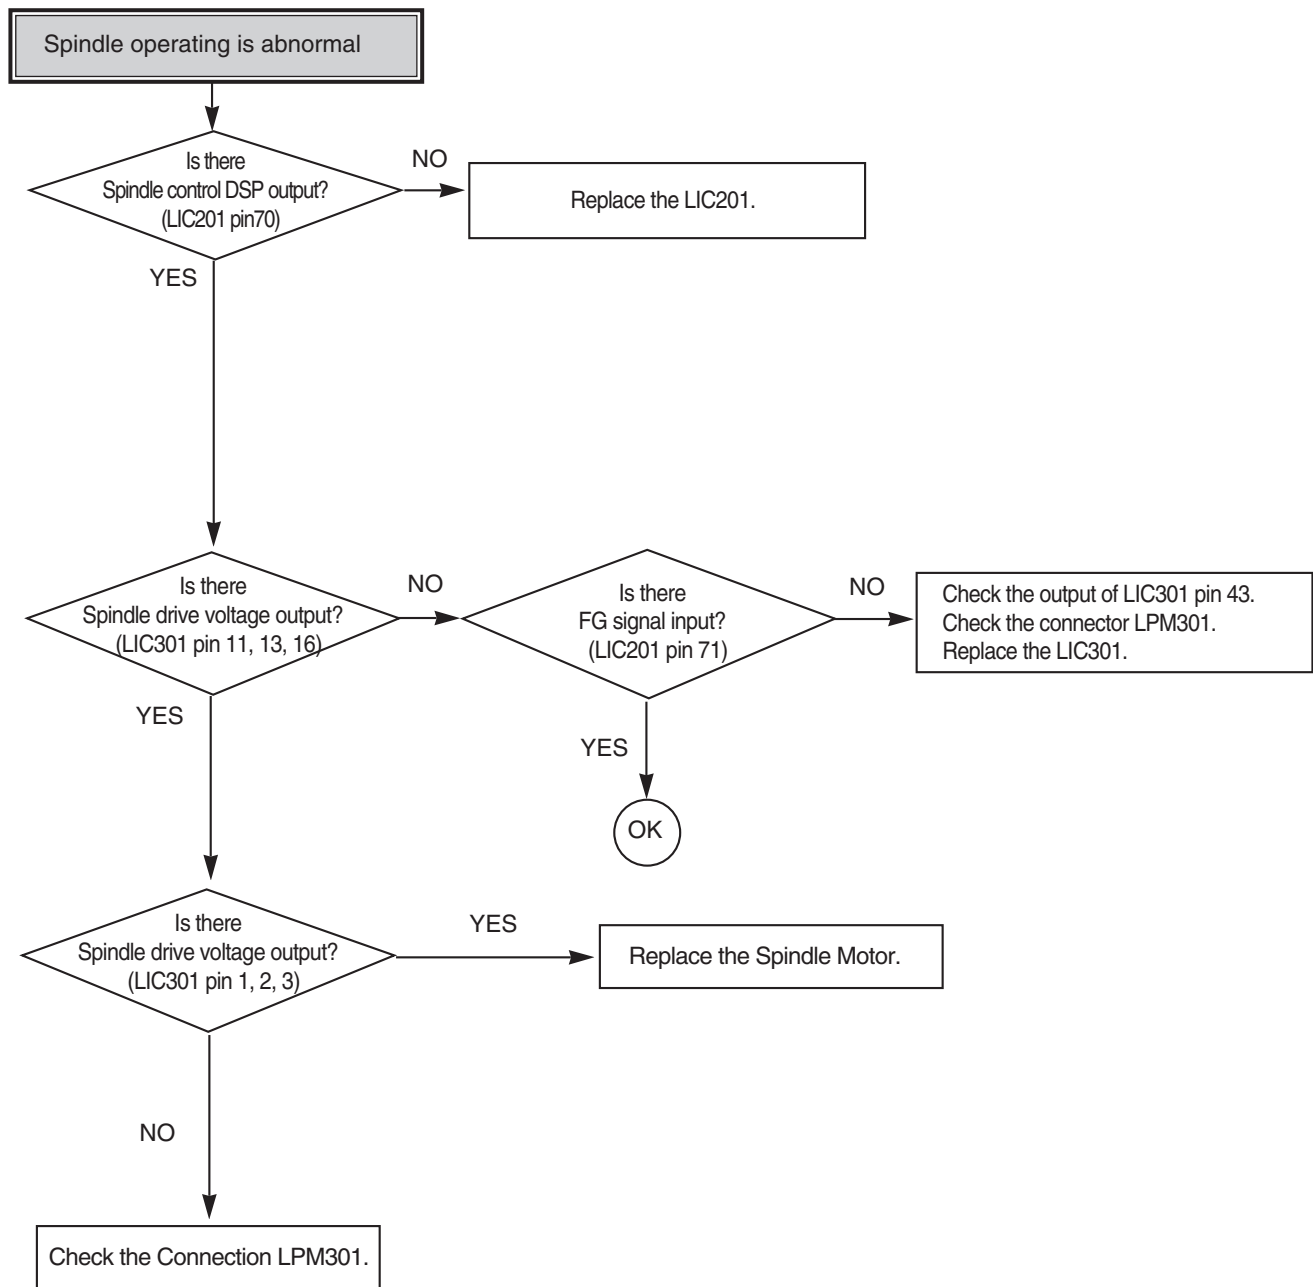 Spindle operating is abnormal
Is there
Spindle control DSP output?
(LIC201 pin70)
NO
Replace the LIC201.
YES
Is there
Spindle drive voltage output?
(LIC301 pin 11, 13, 16)
NO
Is there
FG signal input?
(LIC201 pin 71)
NO
Check the output of LIC301 pin 43.
Check the connector LPM301.
Replace the LIC301.
YES
YES
OK
Is there
Spindle drive voltage output?
(LIC301 pin 1, 2, 3)
YES
Replace the Spindle Motor.
NO
Check the Connection LPM301.